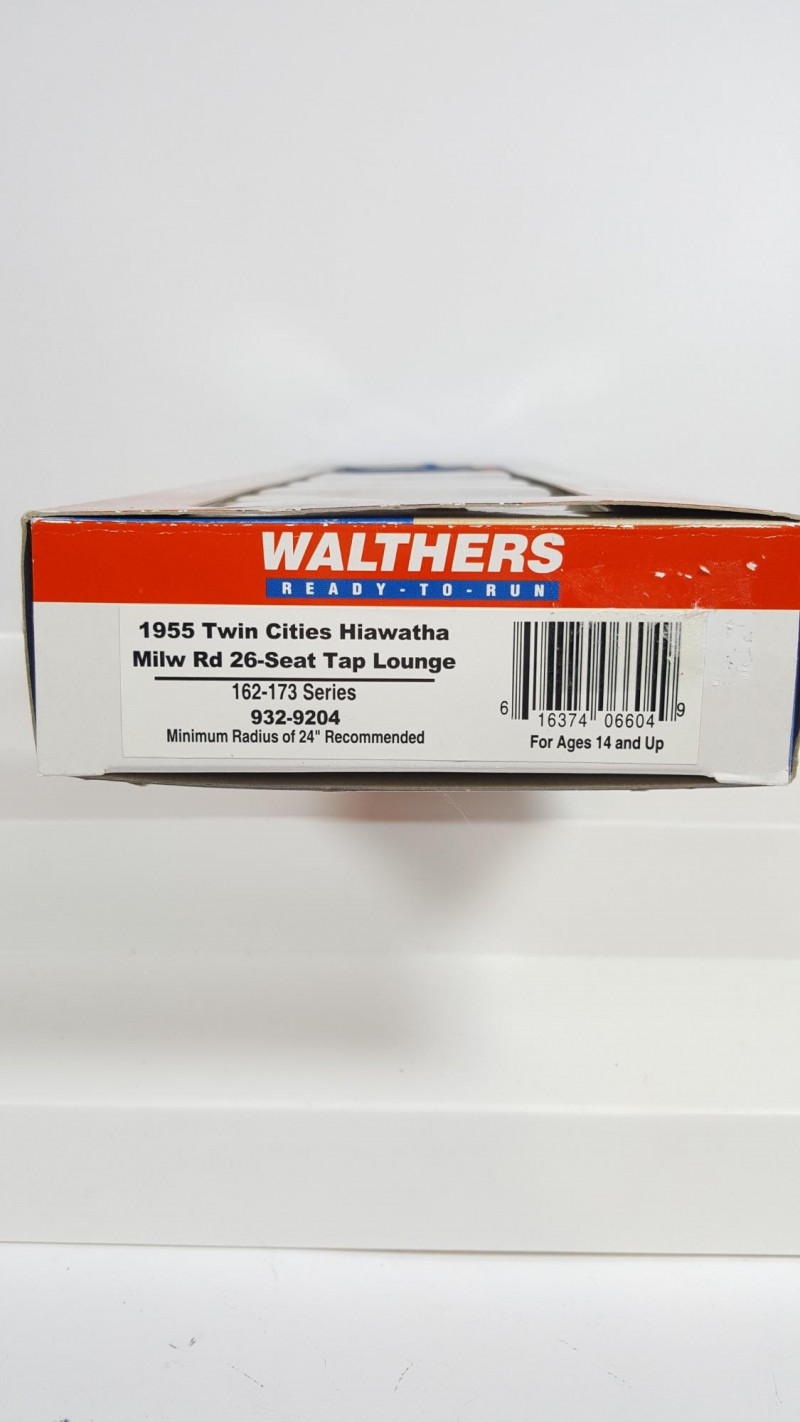 WALTHERS
READY-TO-RUN
1955 Twin Cities Hiawatha
Milw Rd 26-Seat Tap Lounge
162-173 Series
932-9204
Minimum Radius of 24" Recommended
6 16374 06604 9
For Ages 14 and Up